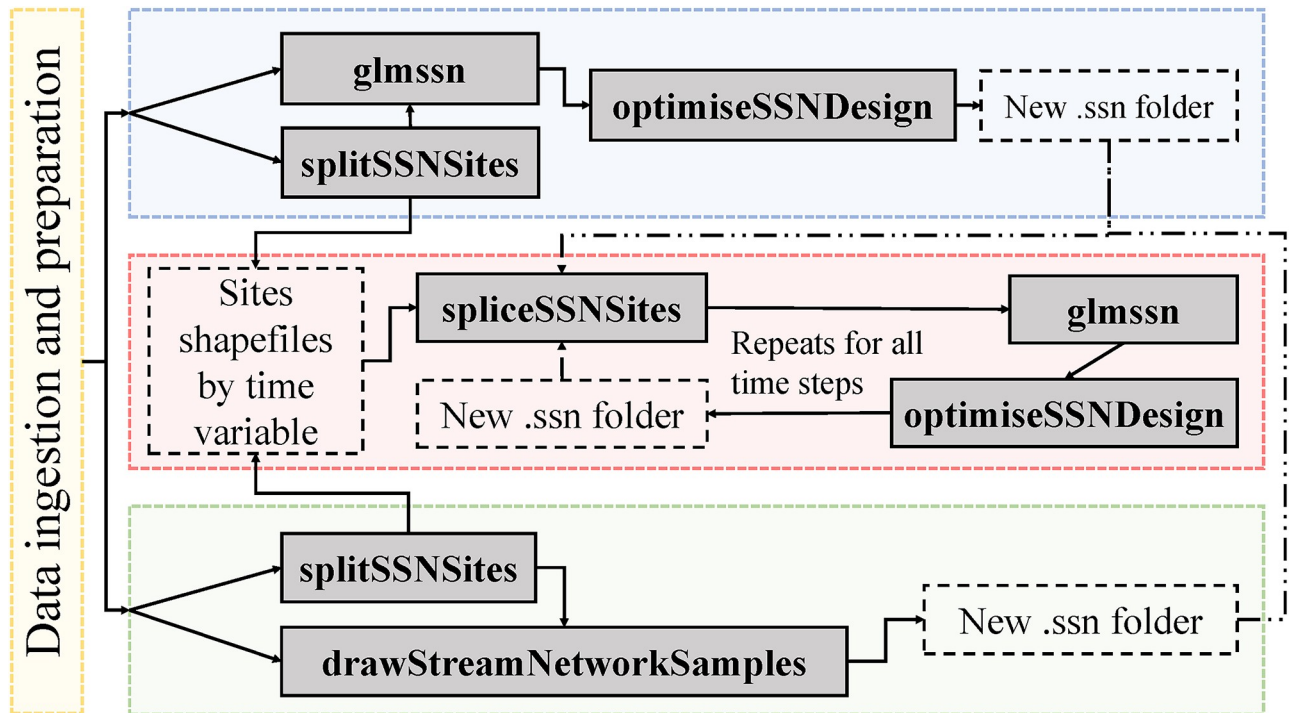 Data ingestion and preparation
glmssn
splitSSNSites
optimiseSSNDesign
New .ssn folder
Sites
shapefiles
by time
variable
spliceSSNSites
glmssn
Repeats for all
time steps
New .ssn folder
optimiseSSNDesign
splitSSNSites
drawStreamNetworkSamples
New .ssn folder